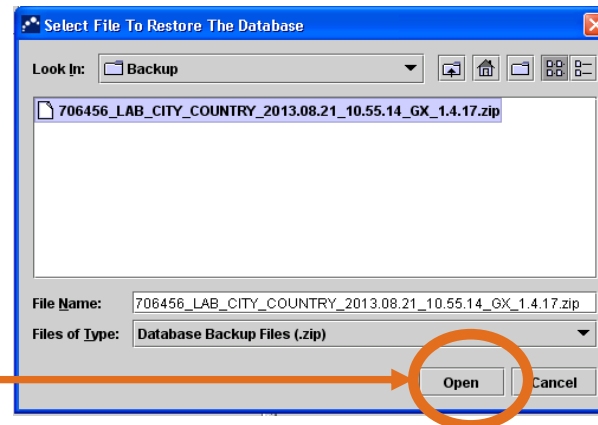 Select File To Restore The Database
Look In: Backup
706456_LAB_CITY_COUNTRY_2013.08.21_10.55.14_GX_1.4.17.zip
File Name: 706456_LAB_CITY_COUNTRY_2013.08.21_10.55.14_GX_1.4.17.zip
Files of Type: Database Backup Files (.zip)
Open Cancel